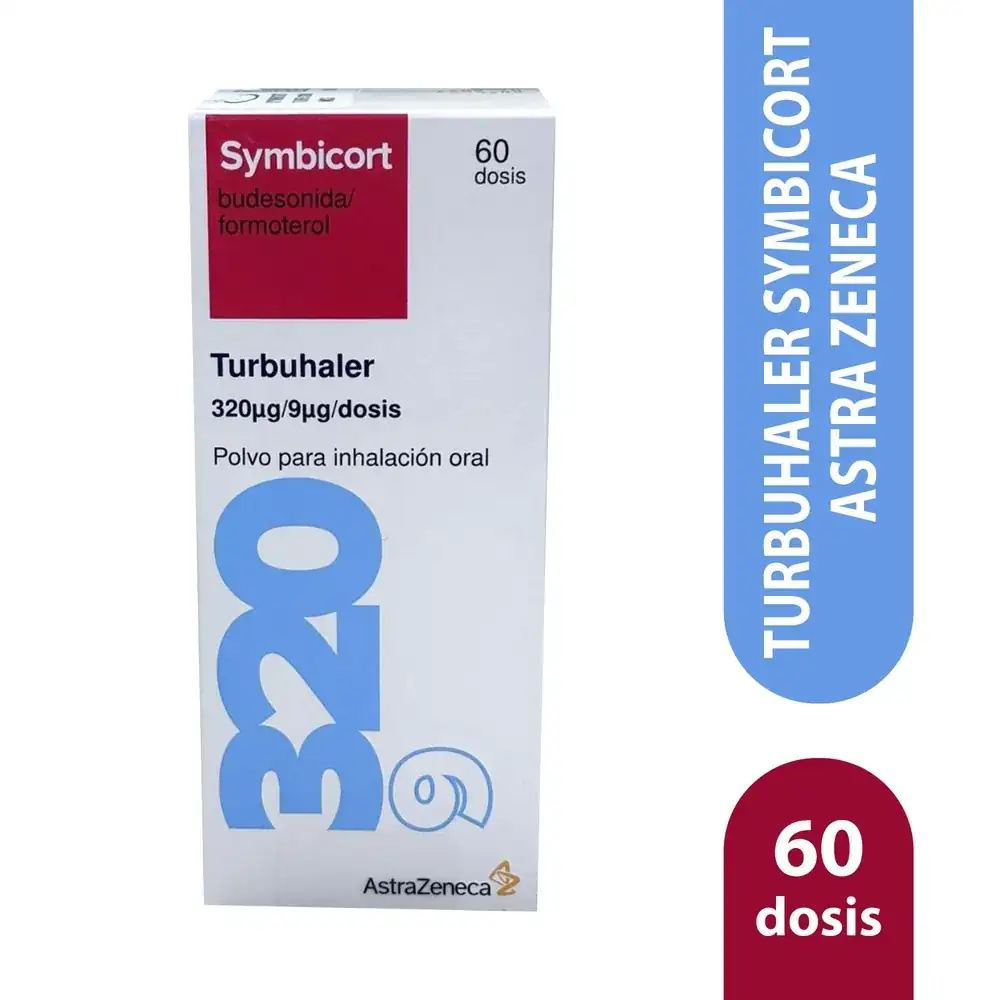 Symbicort
budesonida/
formoterol
60
dosis
Turbuhaler
320µg/9µg/dosis
Polvo para inhalación oral
320
9
AstraZeneca
TURBUHALER SYMBICORT
ASTRA ZENECA
60
dosis